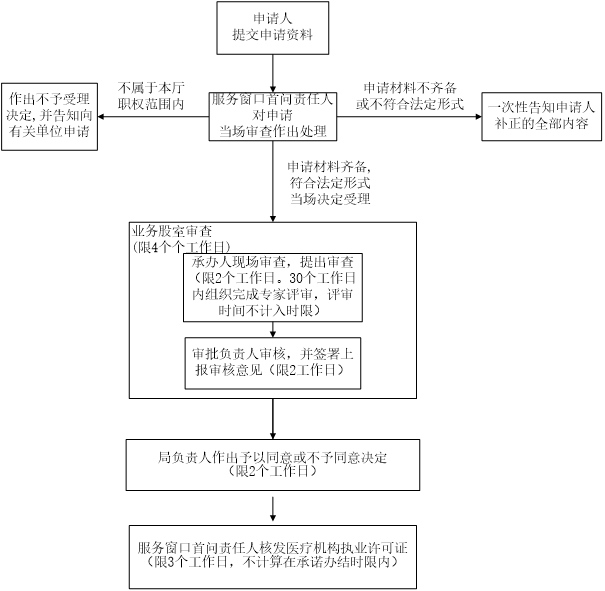 申请人
提文申请资料
不属于本厅
职权范围内
申请材料不齐备
或不符合法定形式
作出不予受理
决定,并告知向
有关单位申请
服务窗口首问责任人
对申请
当场审查作出处理
一次性告知申请人
补正的全部内容
申请材料齐备,
符合法定形式
当场决定受理
业务股室审查
(限4个个工作日)
承办人现场审查，提出审查
（限2个工作日。30个工作日
内组织完成专家评审，评审
时间不计入时限）
审批负责人审核，并签署上
报审核意见（限2工作日）
局负责人作出予以同意或不予同意决定
（限2个工作日）
服务窗口首问责任人核发医疗机构执业许可证
（限3个工作日，不计算在承诺办结时限内）